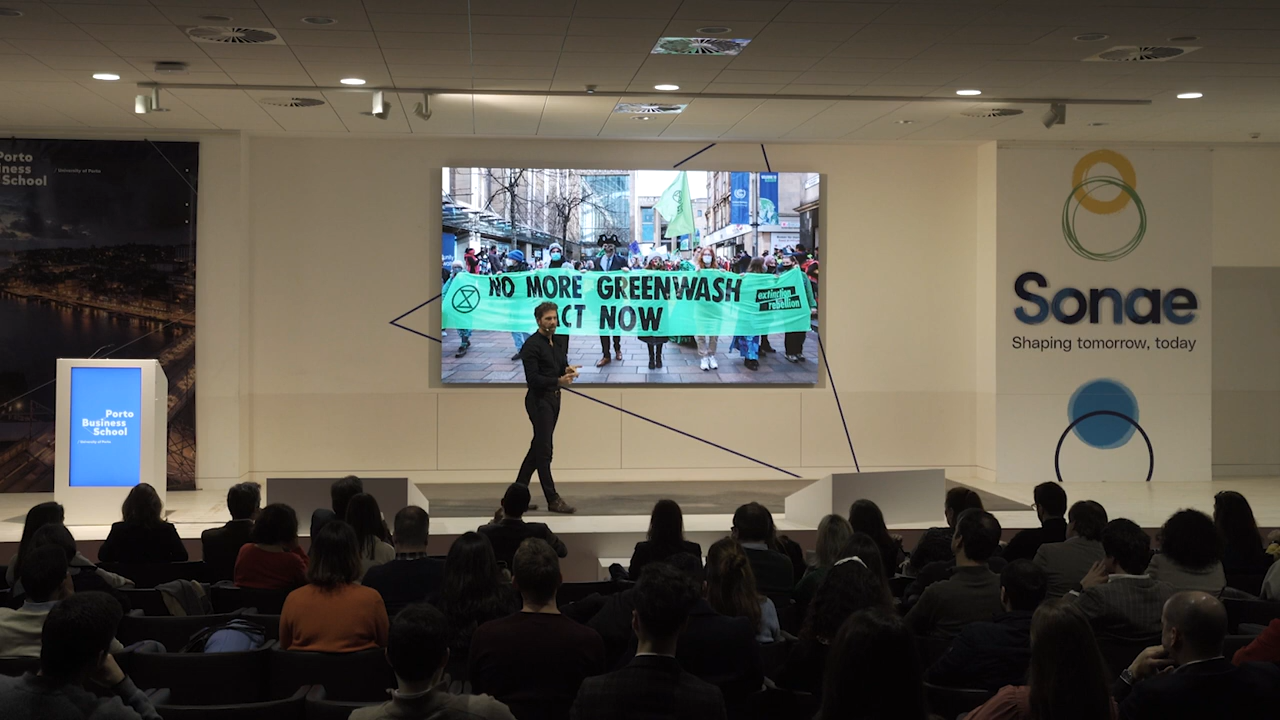 Porto
iness
School
/ University of Porto
NO MORE GREENWASH
ACT NOW
extinction
rebellion
Sonae
Shaping tomorrow, today
Porto
Business
School
/ University of Porto